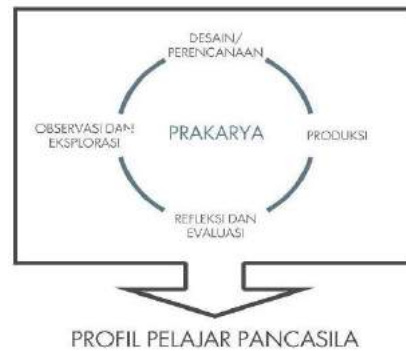 DESAIN/
PERENCANAAN
OBSERVASI DAN
EKSPLORASI
PRAKARYA
PRODUKSI
REFLEKSI DAN
EVALUASI
PROFIL PELAJAR PANCASILA